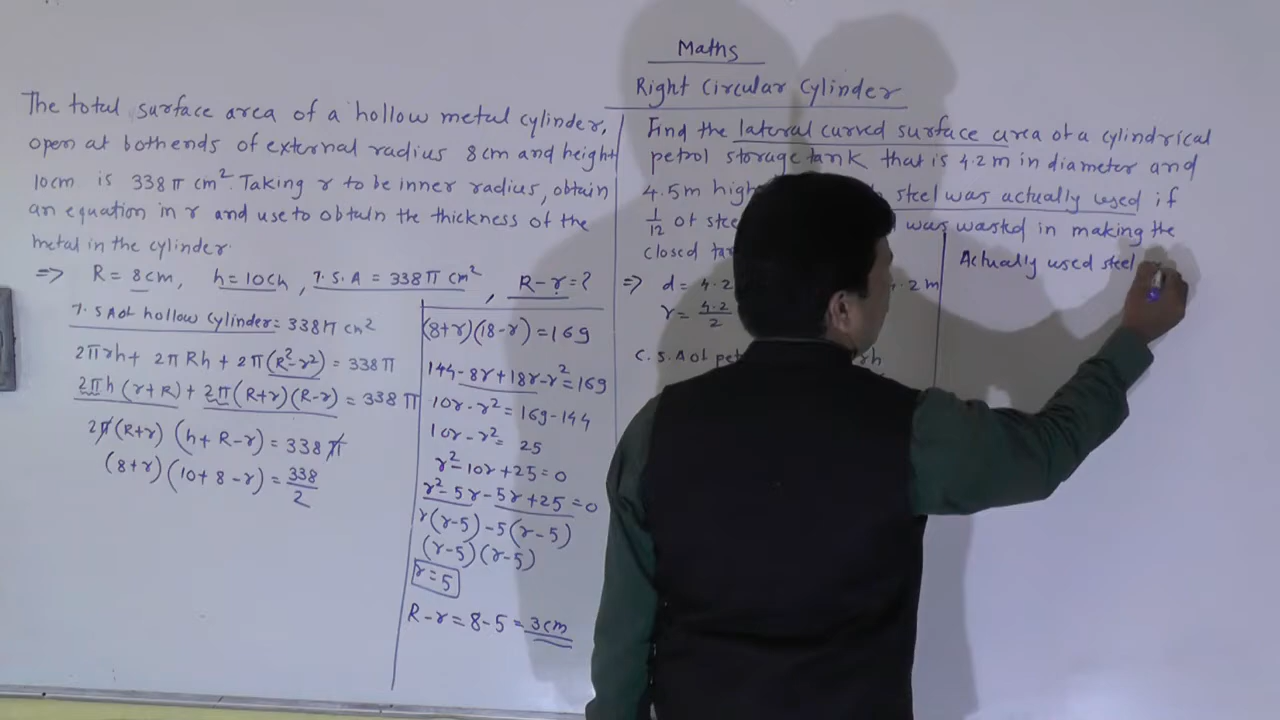 Maths
Right Circular Cylinder
The total surface area of a hollow metal cylinder,
open at both ends of external radius 8cm and height
10cm is 338π cm². Taking r to be inner radius, obtain
an equation in r and use to obtain the thickness of the
metal in the cylinder.
=> R = 8cm, h = 10cm, T.S.A = 338π cm², R-r = ?
T.S A of hollow cylinder = 338π cm²
2πrh + 2πRh + 2π(R²-r²) = 338π
2πh (r+R) + 2π(R+r)(R-r) = 338π
2π(R+r) (h+R-r) = 338π
(8+r) (10+8-r) = 338/2
(8+r)(18-r) = 169
144-8r+18r-r² = 169
10r-r² = 169-144
10r-r² = 25
r²-10r+25=0
r²-5r-5r+25=0
r(r-5)-5(r-5)
(r-5)(r-5)
r=5
R-r = 8-5 = 3cm
Find the lateral curved surface area of a cylindrical
petrol storage tank that is 4.2m in diameter and
4.5m high steel was actually used if
1/12 of was wasted in making the
closed
=> d = 4.2 .2m
r = 4.2/2
C.S.A of rh
Actually used steel